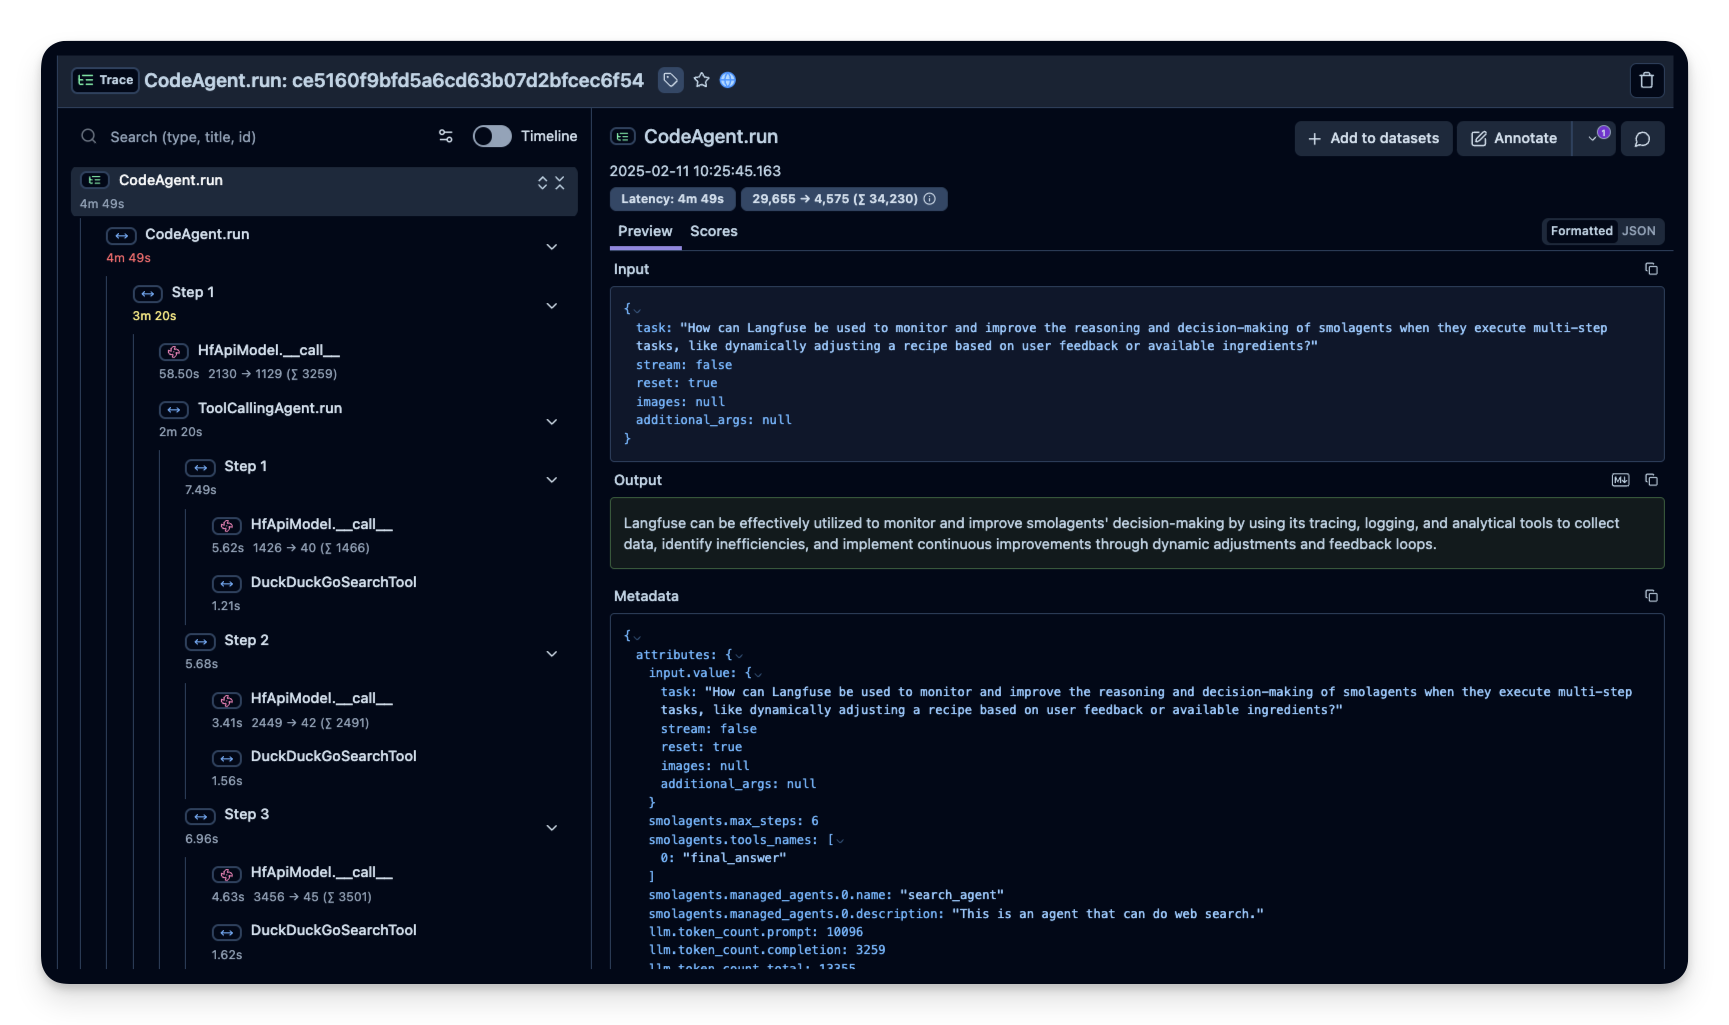 Trace CodeAgent.run: ce5160f9bfd5a6cd63b07d2bfcec6f54
Search (type, title, id)
Timeline
CodeAgent.run
4m 49s
CodeAgent.run
4m 49s
Step 1
3m 20s
HfApiModel.__call__
58.50s 2130 → 1129 (∑ 3259)
ToolCallingAgent.run
2m 20s
Step 1
7.49s
HfApiModel.__call__
5.62s 1426 → 40 (∑ 1466)
DuckDuckGoSearchTool
1.21s
Step 2
5.68s
HfApiModel.__call__
3.41s 2449 → 42 (∑ 2491)
DuckDuckGoSearchTool
1.56s
Step 3
6.96s
HfApiModel.__call__
4.63s 3456 → 45 (∑ 3501)
DuckDuckGoSearchTool
1.62s
CodeAgent.run
+ Add to datasets
Annotate
1
2025-02-11 10:25:45.163
Latency: 4m 49s
29,655 → 4,575 (∑ 34,230)
Preview
Scores
Formatted
JSON
Input
{
task: "How can Langfuse be used to monitor and improve the reasoning and decision-making of smolagents when they execute multi-step
tasks, like dynamically adjusting a recipe based on user feedback or available ingredients?"
stream: false
reset: true
images: null
additional_args: null
}
Output
M↓
Langfuse can be effectively utilized to monitor and improve smolagents' decision-making by using its tracing, logging, and analytical tools to collect
data, identify inefficiencies, and implement continuous improvements through dynamic adjustments and feedback loops.
Metadata
{
attributes: {
input.value: {
task: "How can Langfuse be used to monitor and improve the reasoning and decision-making of smolagents when they execute multi-step
tasks, like dynamically adjusting a recipe based on user feedback or available ingredients?"
stream: false
reset: true
images: null
additional_args: null
}
smolagents.max_steps: 6
smolagents.tools_names: [
0: "final_answer"
]
smolagents.managed_agents.0.name: "search_agent"
smolagents.managed_agents.0.description: "This is an agent that can do web search."
llm.token_count.prompt: 10096
llm.token_count.completion: 3259
llm.token_count.total: 13355